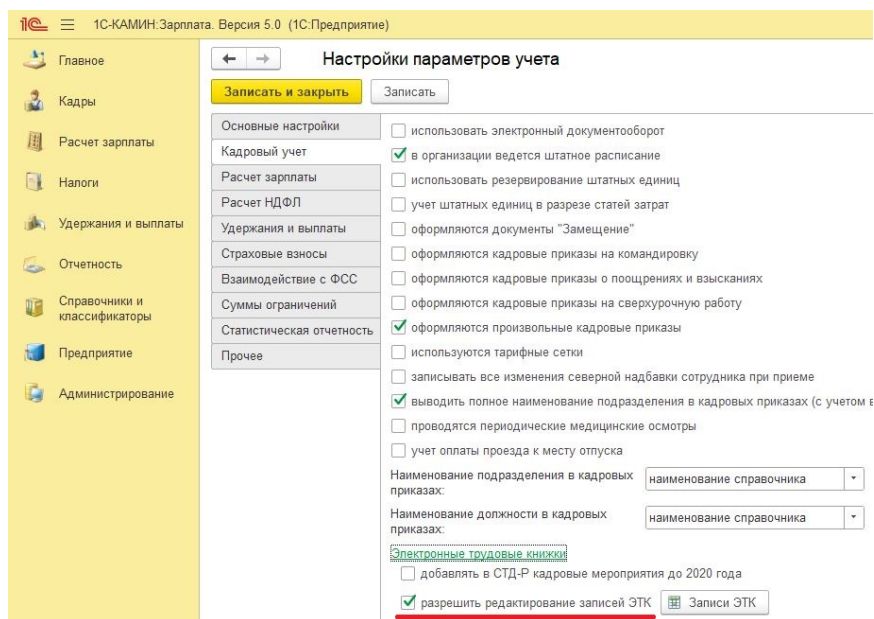 1С 1С-КАМИН:Зарплата. Версия 5.0 (1С:Предприятие)
Главное
Кадры
Расчет зарплаты
Налоги
Удержания и выплаты
Отчетность
Справочники и
классификаторы
Предприятие
Администрирование
Настройки параметров учета
Записать и закрыть Записать
Основные настройки
Кадровый учет
Расчет зарплаты
Расчет НДФЛ
Удержания и выплаты
Страховые взносы
Взаимодействие с ФСС
Суммы ограничений
Статистическая отчетность
Прочее
использовать электронный документооборот
в организации ведется штатное расписание
использовать резервирование штатных единиц
учет штатных единиц в разрезе статей затрат
оформляются документы "Замещение"
оформляются кадровые приказы на командировку
оформляются кадровые приказы о поощрениях и взысканиях
оформляются кадровые приказы на сверхурочную работу
оформляются произвольные кадровые приказы
используются тарифные сетки
записывать все изменения северной надбавки сотрудника при приеме
выводить полное наименование подразделения в кадровых приказах (с учетом в
проводятся периодические медицинские осмотры
учет оплаты проезда к месту отпуска
Наименование подразделения в кадровых
приказах:
наименование справочника
Наименование должности в кадровых
приказах:
наименование справочника
Электронные трудовые книжки
добавлять в СТД-Р кадровые мероприятия до 2020 года
разрешить редактирование записей ЭТК Записи ЭТК